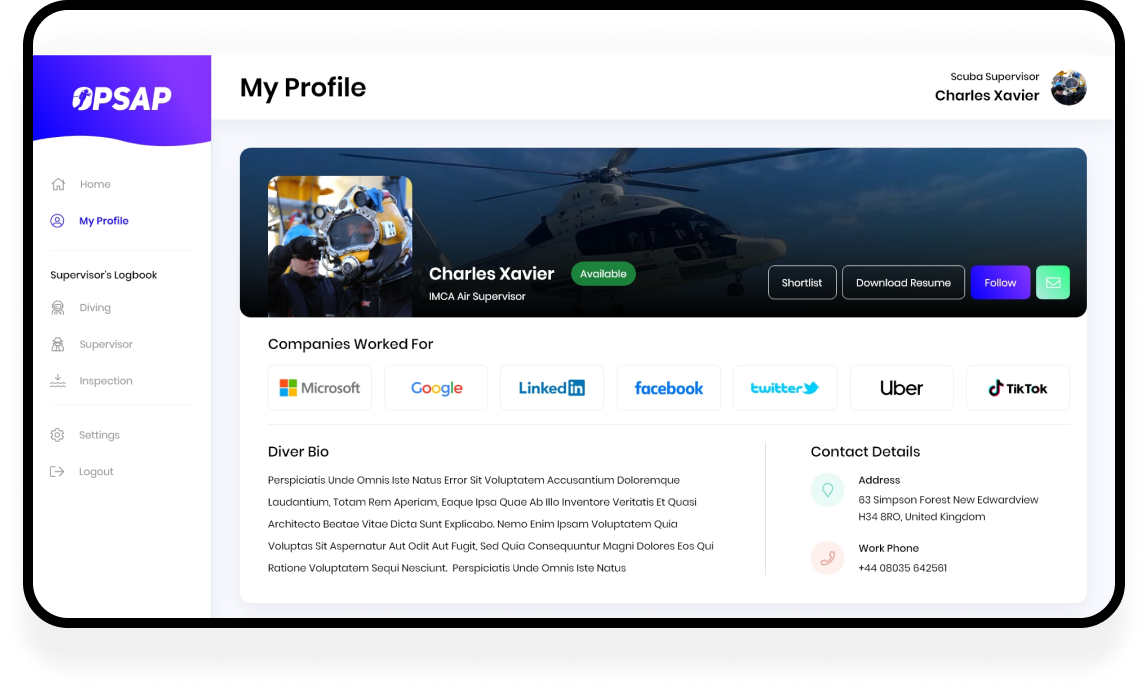 OPSAP
My Profile
Scuba Supervisor
Charles Xavier
Home
My Profile
Supervisor's Logbook
Diving
Supervisor
Inspection
Settings
Logout
Charles Xavier
Available
IMCA Air Supervisor
Shortlist
Download Resume
Follow
Companies Worked For
Microsoft
Google
Linked in
facebook
twitter
Uber
TikTok
Diver Bio
Perspiciatis Unde Omnis Iste Natus Error Sit Voluptatem Accusantium Doloremque
Laudantium, Totam Rem Aperiam, Eaque Ipsa Quae Ab Illo Inventore Veritatis Et Quasi
Architecto Beatae Vitae Dicta Sunt Explicabo. Nemo Enim Ipsam Voluptatem Quia
Voluptas Sit Aspernatur Aut Odit Aut Fugit, Sed Quia Consequuntur Magni Dolores Eos Qui
Ratione Voluptatem Sequi Nesciunt.  Perspiciatis Unde Omnis Iste Natus
Contact Details
Address
63 Simpson Forest New Edwardview
H34 8RO, United Kingdom
Work Phone
+44 08035 642561